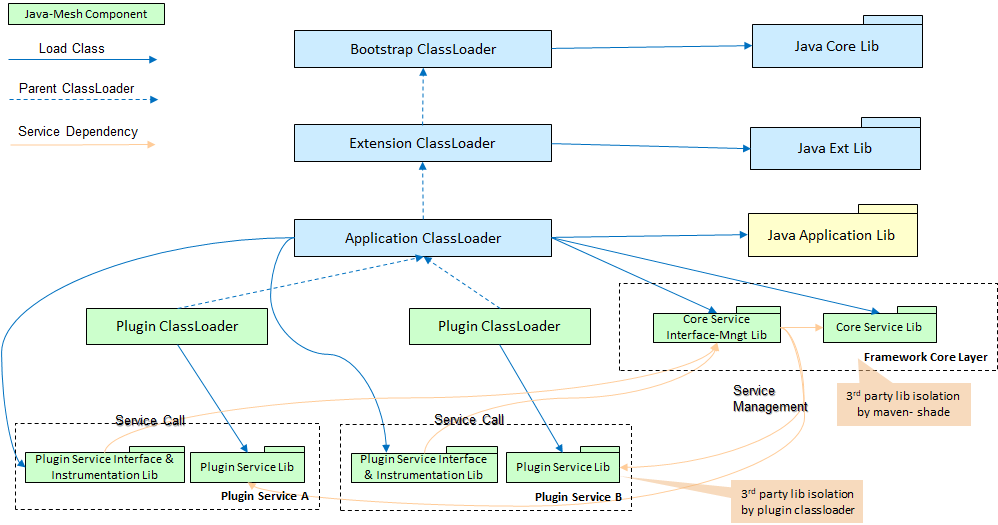 Java-Mesh Component
Load Class
Parent ClassLoader
Service Dependency
Bootstrap ClassLoader
Java Core Lib
Extension ClassLoader
Java Ext Lib
Application ClassLoader
Java Application Lib
Plugin ClassLoader
Plugin ClassLoader
Core Service
Interface-Mngt Lib
Core Service Lib
Framework Core Layer
3rd party lib isolation
by maven- shade
Service
Management
Service Call
Service Call
Plugin Service Interface &
Instrumentation Lib
Plugin Service Lib
Plugin Service A
Plugin Service Interface
& Instrumentation Lib
Plugin Service Lib
Plugin Service B
3rd party lib isolation
by plugin classloader